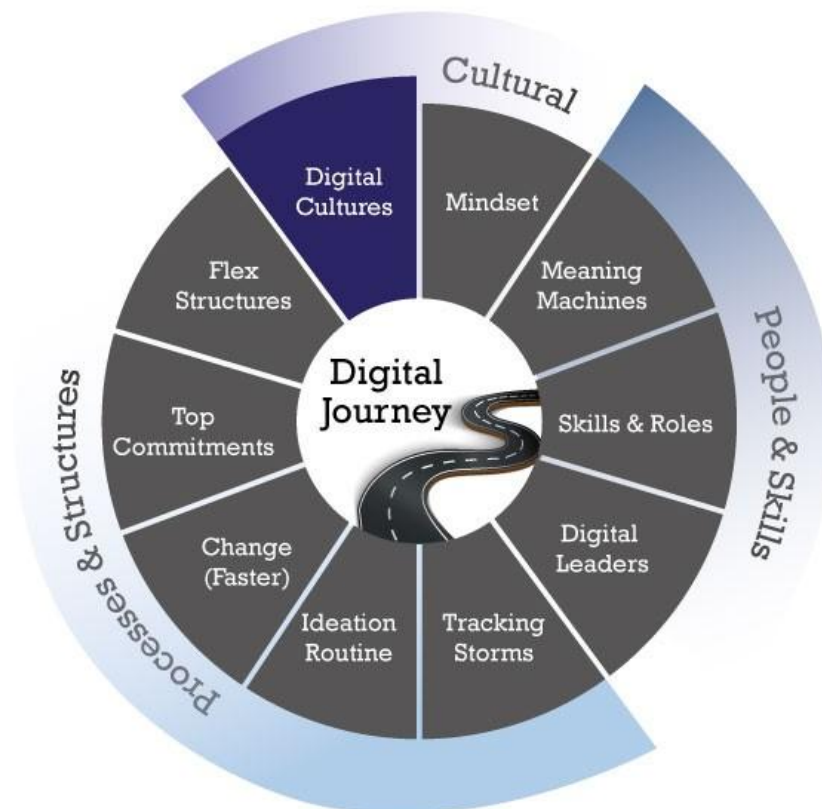 Cultural
Digital
Cultures
Mindset
Meaning
Machines
Flex
Structures
People & Skills
Digital
Journey
Skills & Roles
Top
Commitments
Processes & Structures
Digital
Leaders
Change
(Faster)
Ideation
Routine
Tracking
Storms